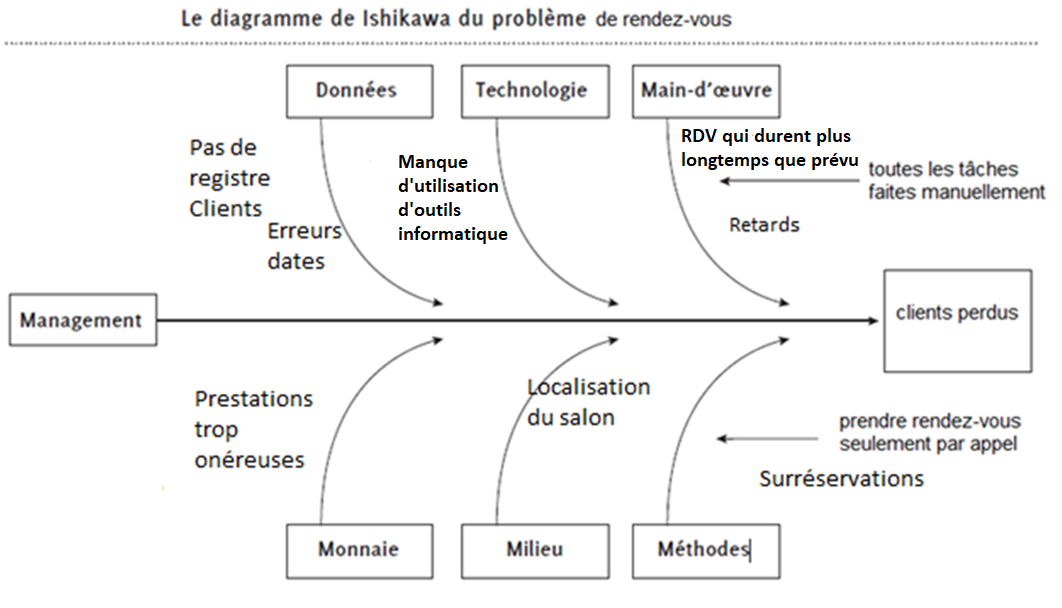 Le diagramme de Ishikawa du problème de rendez-vous
Données
Technologie
Main-d'œuvre
Pas de
registre
Clients
Erreurs
dates
Manque
d'utilisation
d'outils
informatique
RDV qui durent plus
longtemps que prévu
toutes les tâches
faites manuellement
Retards
Management
clients perdus
Prestations
trop
onéreuses
Localisation
du salon
prendre rendez-vous
seulement par appel
Surréservations
Monnaie
Milieu
Méthodes